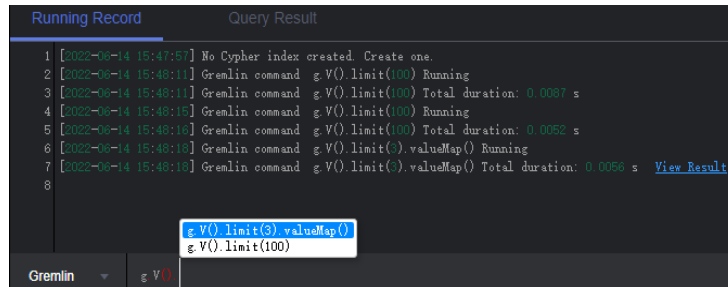 Running Record
Query Result
1 [2022-06-14 15:47:57] No Cypher index created. Create one.
2 [2022-06-14 15:48:11] Gremlin command g.V().limit(100) Running
3 [2022-06-14 15:48:11] Gremlin command g.V().limit(100) Total duration: 0.0087 s
4 [2022-06-14 15:48:15] Gremlin command g.V().limit(100) Running
5 [2022-06-14 15:48:16] Gremlin command g.V().limit(100) Total duration: 0.0052 s
6 [2022-06-14 15:48:18] Gremlin command g.V().limit(3).valueMap() Running
7 [2022-06-14 15:48:18] Gremlin command g.V().limit(3).valueMap() Total duration: 0.0056 s View Result
8
g.V().limit(3).valueMap()
g.V().limit(100)
Gremlin
g.V().